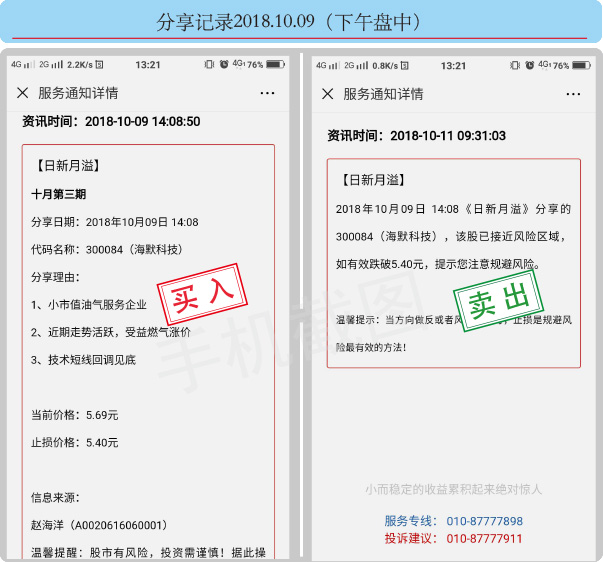 分享记录2018.10.09（下午盘中）
4G 2G 2.2K/s 13:21 4G 76%
服务通知详情
资讯时间：2018-10-09 14:08:50
【日新月溢】
十月第三期
分享日期：2018年10月09日 14:08
代码名称：300084（海默科技）
分享理由：
1、小市值油气服务企业
2、近期走势活跃，受益燃气涨价
3、技术短线回调见底
买入
当前价格：5.69元
止损价格：5.40元
信息来源：
赵海洋（A0020616060001）
温馨提醒：股市有风险，投资需谨慎！据此操
4G 2G 0.8K/s 13:21 4G 76%
服务通知详情
资讯时间：2018-10-11 09:31:03
【日新月溢】
2018年10月09日 14:08《日新月溢》分享的
300084（海默科技），该股已接近风险区域，
如有效跌破5.40元，提示您注意规避风险。
卖出
温馨提示：当方向做反或者风，止损是规避风
险最有效的方法！
小而稳定的收益累积起来绝对惊人
服务专线： 010-87777898
投诉建议： 010-87777911
手机截图